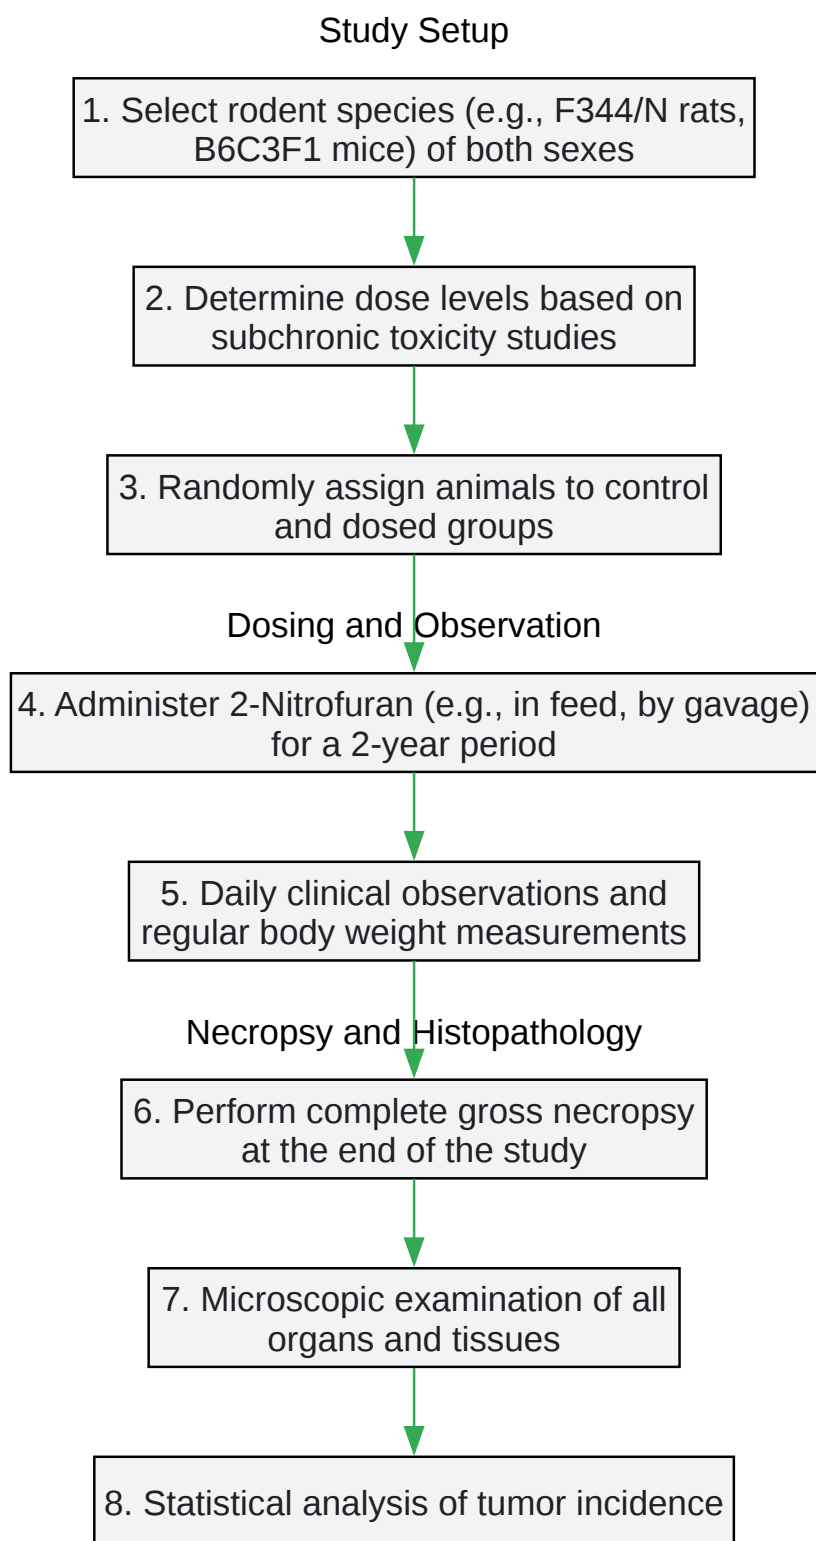 Study Setup
1. Select rodent species (e.g., F344/N rats,
B6C3F1 mice) of both sexes
2. Determine dose levels based on
subchronic toxicity studies
3. Randomly assign animals to control
and dosed groups
Dosing and Observation
4. Administer 2-Nitrofuran (e.g., in feed, by gavage)
for a 2-year period
5. Daily clinical observations and
regular body weight measurements
Necropsy and Histopathology
6. Perform complete gross necropsy
at the end of the study
7. Microscopic examination of all
organs and tissues
8. Statistical analysis of tumor incidence